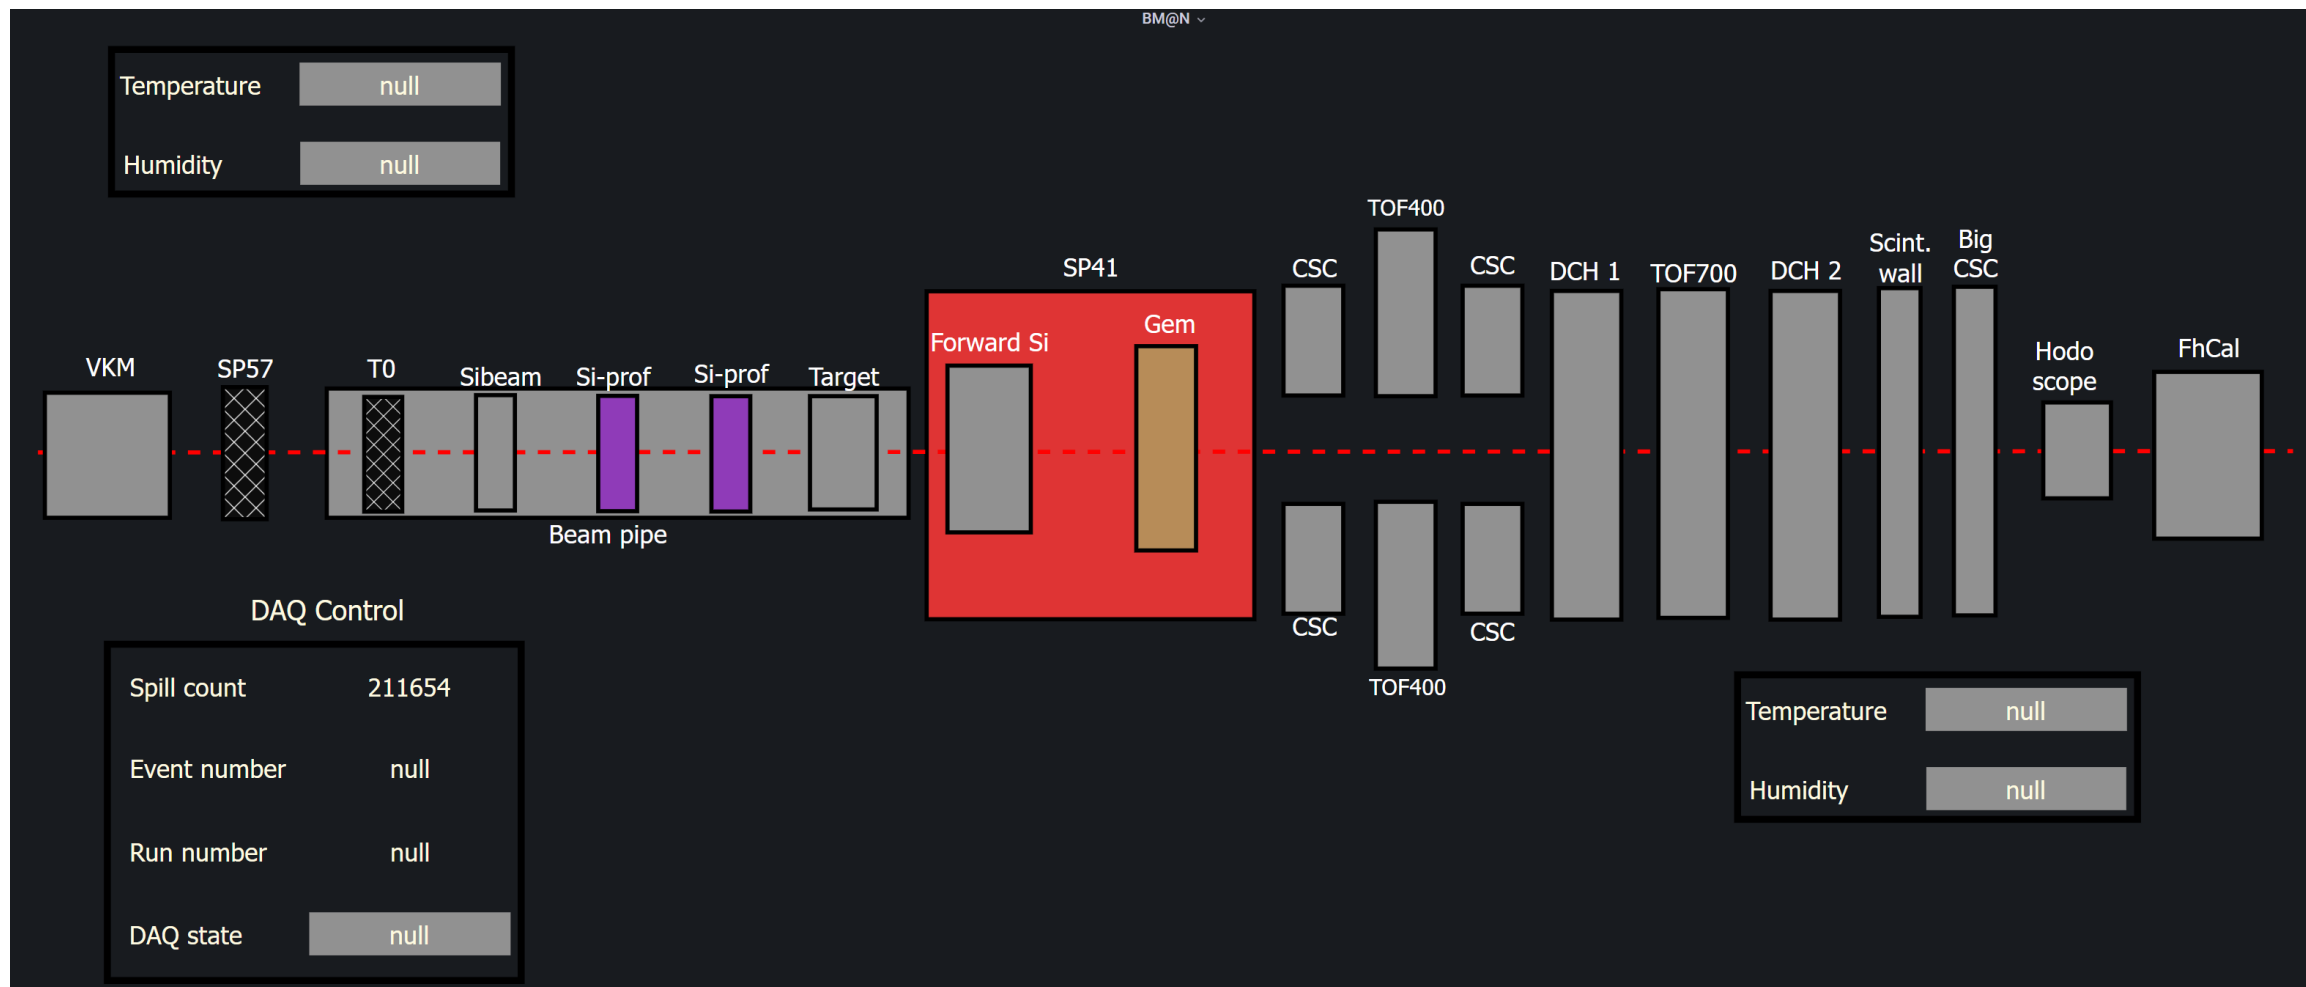 BM@N
Temperature null
Humidity null
TOF400
SP41
CSC
CSC
DCH 1
TOF700
DCH 2
Scint.
wall
Big
CSC
VKM
SP57
T0
Sibeam
Si-prof
Si-prof
Target
Forward Si
Gem
Hodo
scope
FhCal
Beam pipe
CSC
CSC
TOF400
DAQ Control
Spill count 211654
Event number null
Run number null
DAQ state null
Temperature null
Humidity null